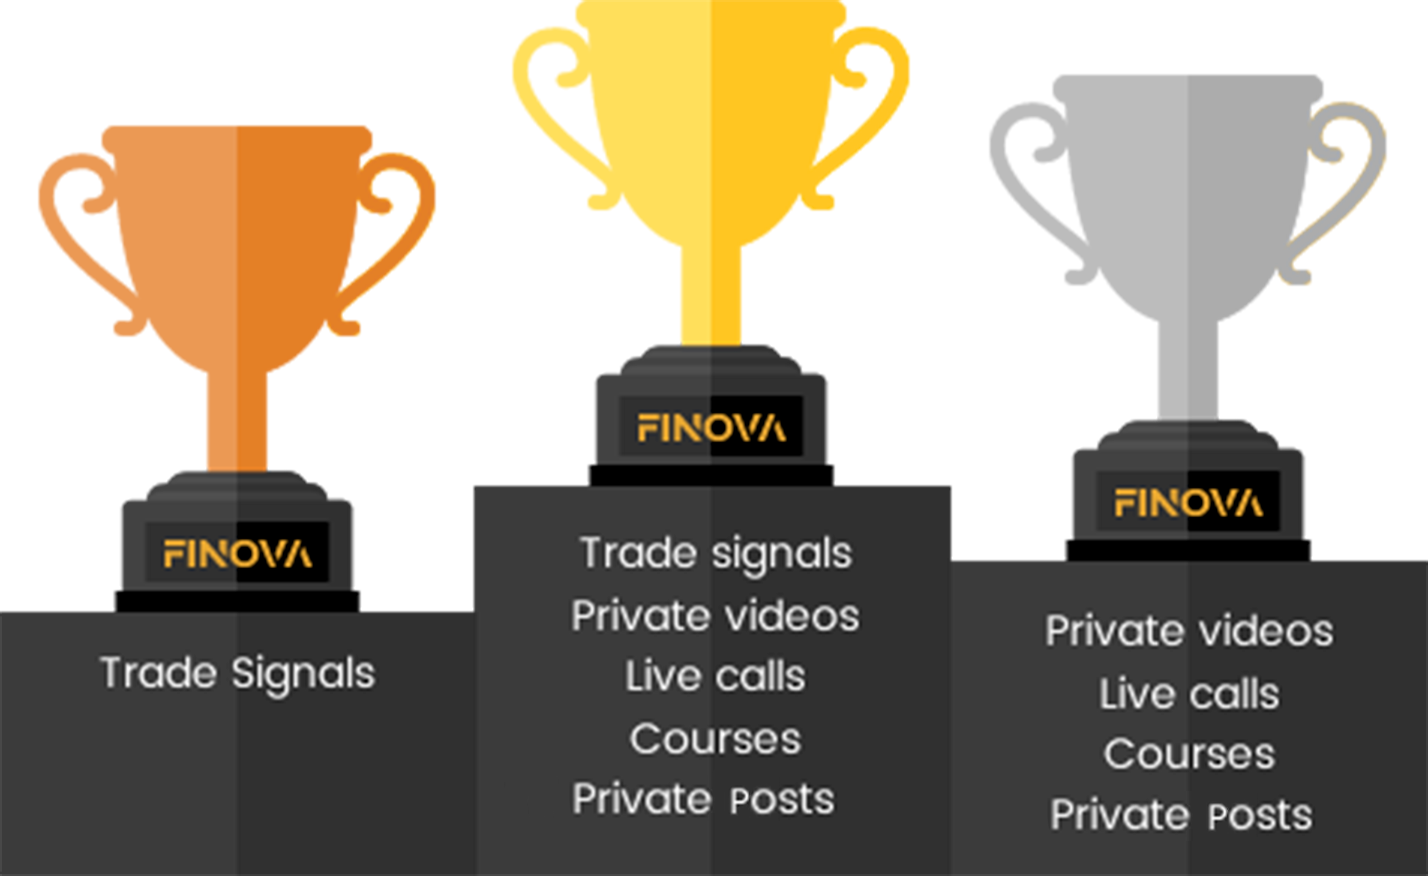 FINOVA
Trade Signals
FINOVA
Trade signals
Private videos
Live calls
Courses
Private Posts
FINOVA
Private videos
Live calls
Courses
Private Posts